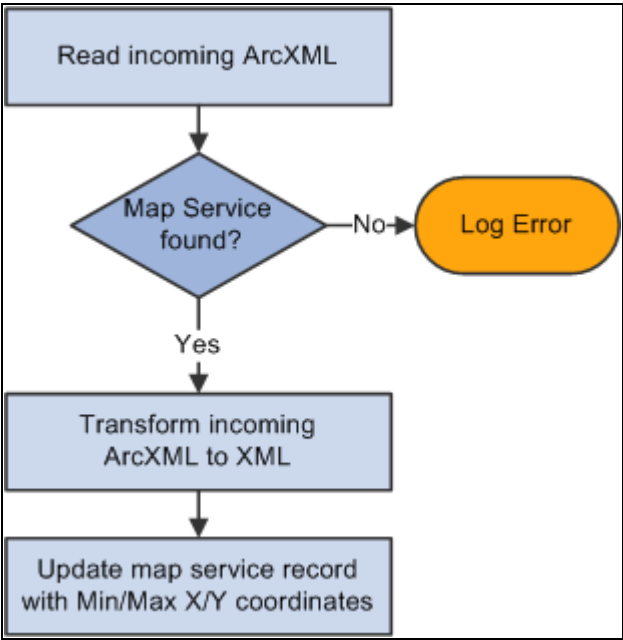 Read incoming ArcXML
Map Service
found?
No
Log Error
Yes
Transform incoming
ArcXML to XML
Update map service record
with Min/Max X/Y coordinates